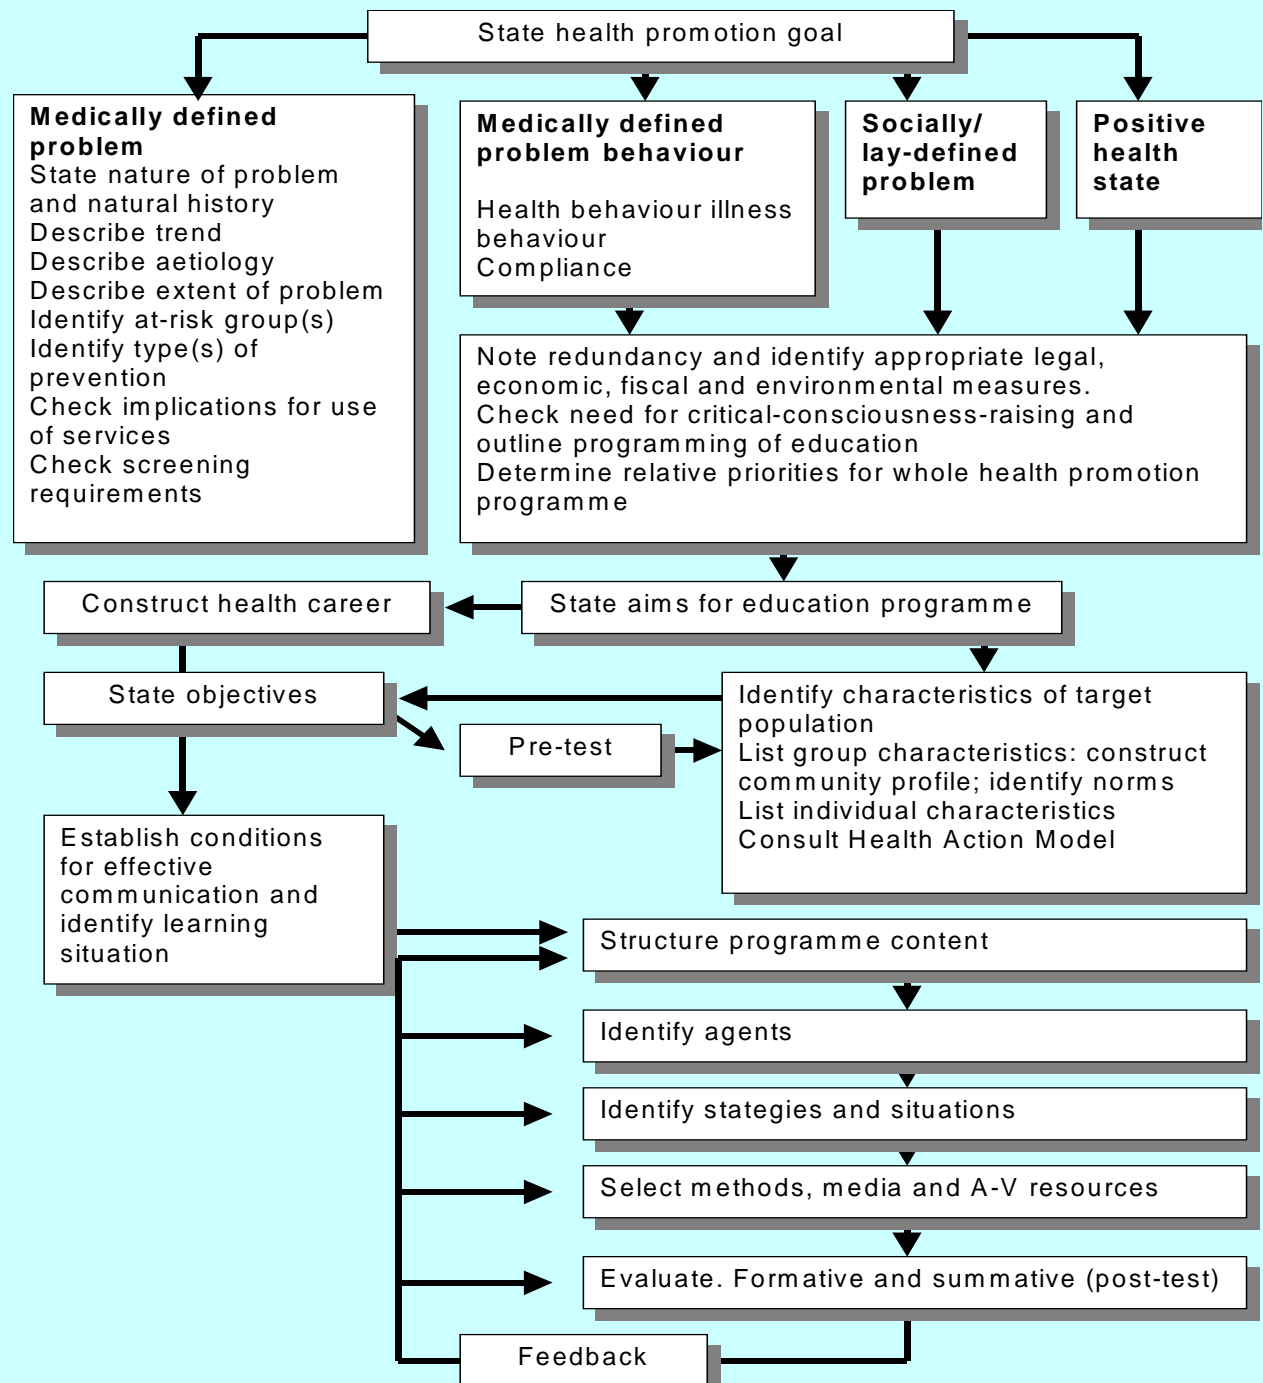 State health promotion goal
Medically defined
problem
State nature of problem
and natural history
Describe trend
Describe aetiology
Describe extent of problem
Identify at-risk group(s)
Identify type(s) of
prevention
Check implications for use
of services
Check screening
requirements
Medically defined
problem behaviour
Health behaviour illness
behaviour
Compliance
Socially/
lay-defined
problem
Positive
health
state
Note redundancy and identify appropriate legal,
economic, fiscal and environmental measures.
Check need for critical-consciousness-raising and
outline programming of education
Determine relative priorities for whole health promotion
programme
Construct health career
State aims for education programme
State objectives
Pre-test
Identify characteristics of target
population
List group characteristics: construct
community profile; identify norms
List individual characteristics
Consult Health Action Model
Establish conditions
for effective
communication and
identify learning
situation
Structure programme content
Identify agents
Identify stategies and situations
Select methods, media and A-V resources
Evaluate. Formative and summative (post-test)
Feedback